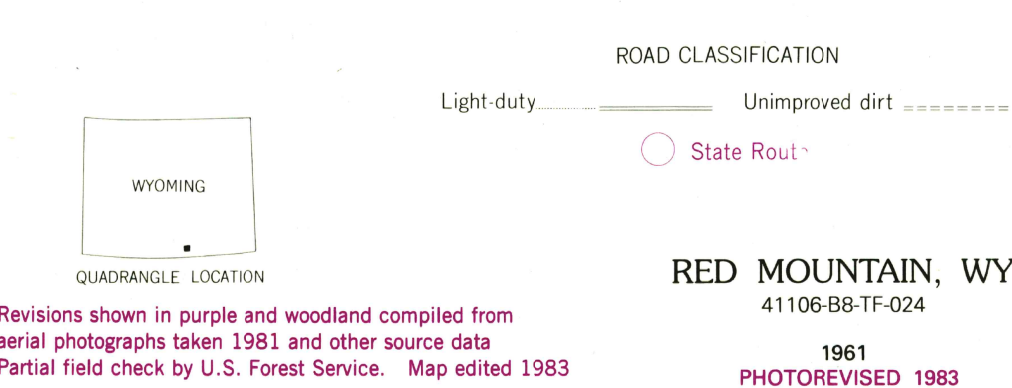 ROAD CLASSIFICATION
Light-duty Unimproved dirt
State Rout
WYOMING
QUADRANGLE LOCATION
Revisions shown in purple and woodland compiled from
aerial photographs taken 1981 and other source data
Partial field check by U.S. Forest Service. Map edited 1983
RED MOUNTAIN, WY
41106-B8-TF-024
1961
PHOTOREVISED 1983